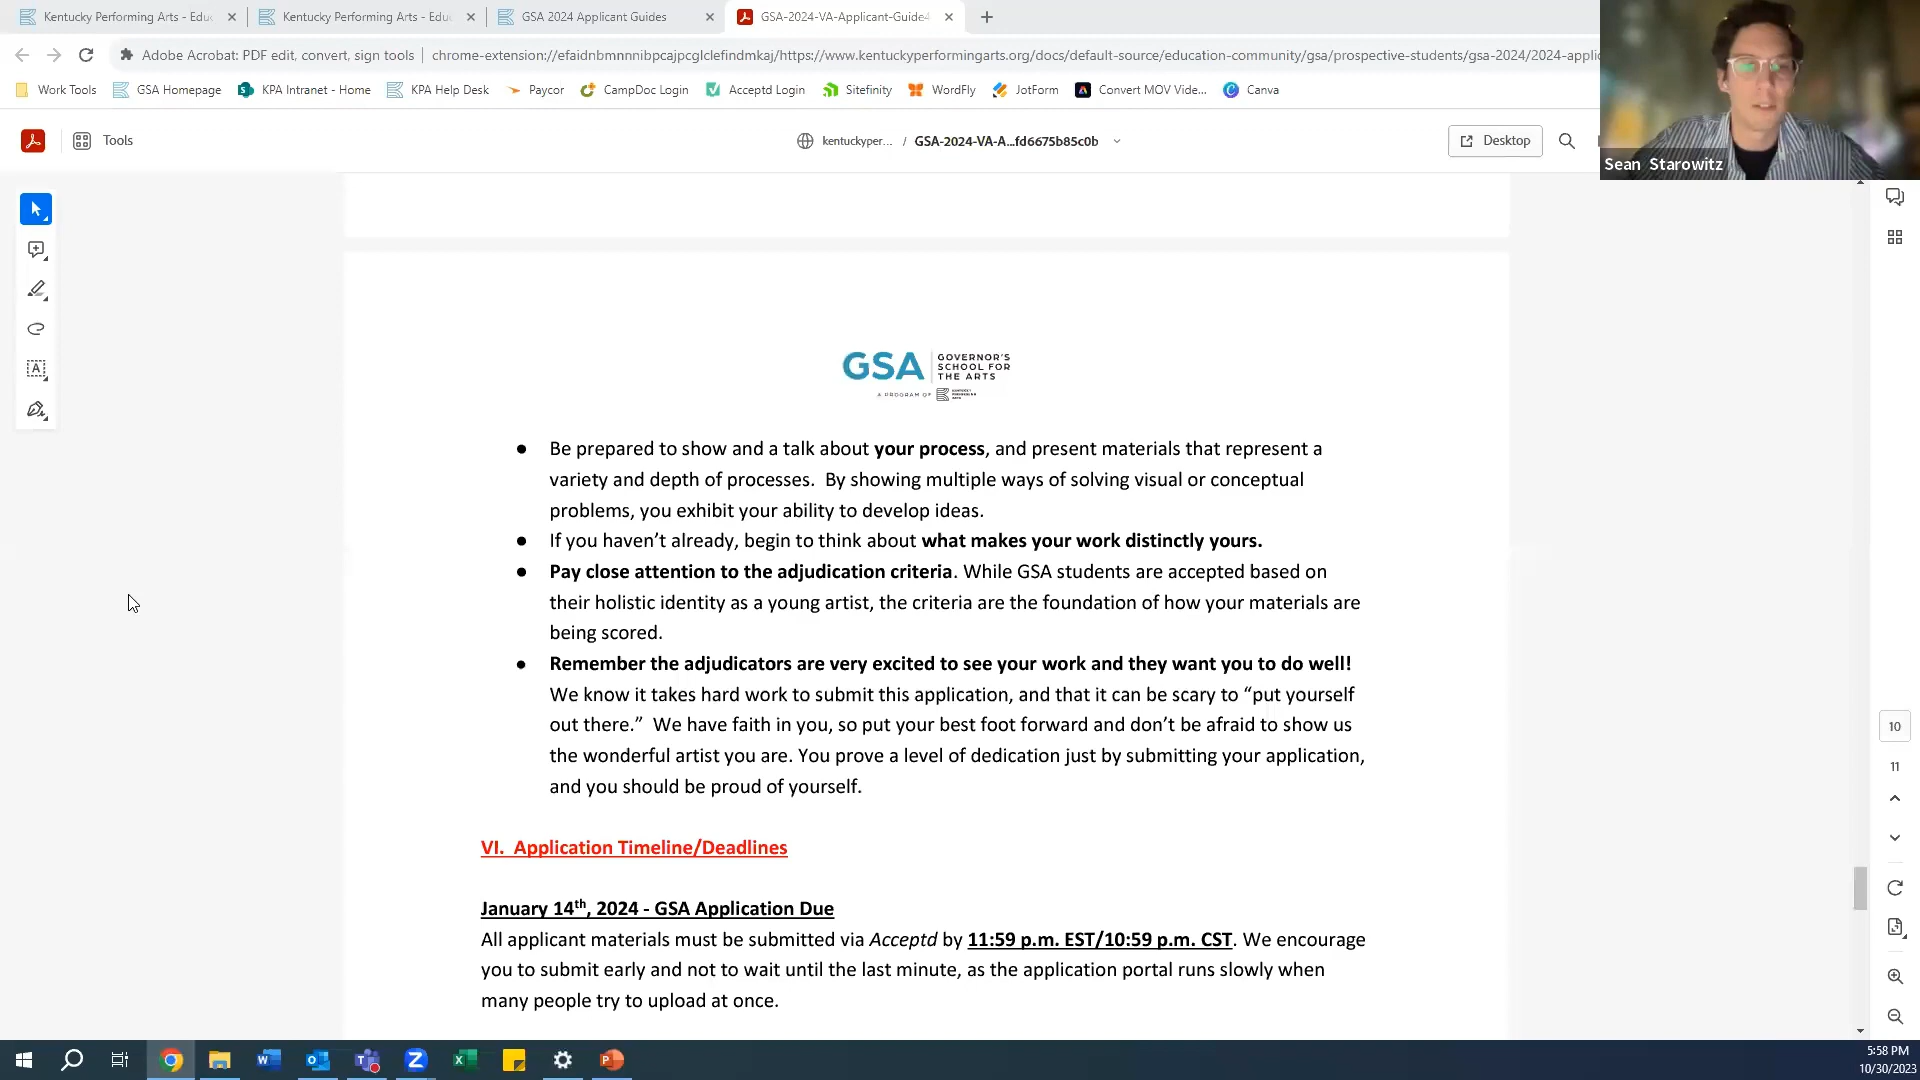 Kentucky Performing Arts - Educ
Kentucky Performing Arts - Educ
GSA 2024 Applicant Guides
GSA-2024-VA-Applicant-Guide4
Adobe Acrobat: PDF edit, convert, sign tools
chrome-extension://efaidnbmnnnibpcajpcglclefindmkaj/https://www.kentuckyperformingarts.org/docs/default-source/education-community/gsa/prospective-students/gsa-2024/2024-applic
Work Tools
GSA Homepage
KPA Intranet - Home
KPA Help Desk
Paycor
CampDoc Login
Acceptd Login
Sitefinity
WordFly
JotForm
Convert MOV Vide...
Canva
Tools
kentuckyper... / GSA-2024-VA-A...fd6675b85c0b
Desktop
Sean Starowitz
GSA
GOVERNOR'S
SCHOOL FOR
THE ARTS
A PROGRAM OF
● Be prepared to show and a talk about your process, and present materials that represent a
variety and depth of processes.  By showing multiple ways of solving visual or conceptual
problems, you exhibit your ability to develop ideas.
● If you haven't already, begin to think about what makes your work distinctly yours.
● Pay close attention to the adjudication criteria. While GSA students are accepted based on
their holistic identity as a young artist, the criteria are the foundation of how your materials are
being scored.
● Remember the adjudicators are very excited to see your work and they want you to do well!
We know it takes hard work to submit this application, and that it can be scary to “put yourself
out there.”  We have faith in you, so put your best foot forward and don't be afraid to show us
the wonderful artist you are. You prove a level of dedication just by submitting your application,
and you should be proud of yourself.
VI.  Application Timeline/Deadlines
January 14th, 2024 - GSA Application Due
All applicant materials must be submitted via Acceptd by 11:59 p.m. EST/10:59 p.m. CST. We encourage
you to submit early and not to wait until the last minute, as the application portal runs slowly when
many people try to upload at once.
10
11
5:58 PM
10/30/2023